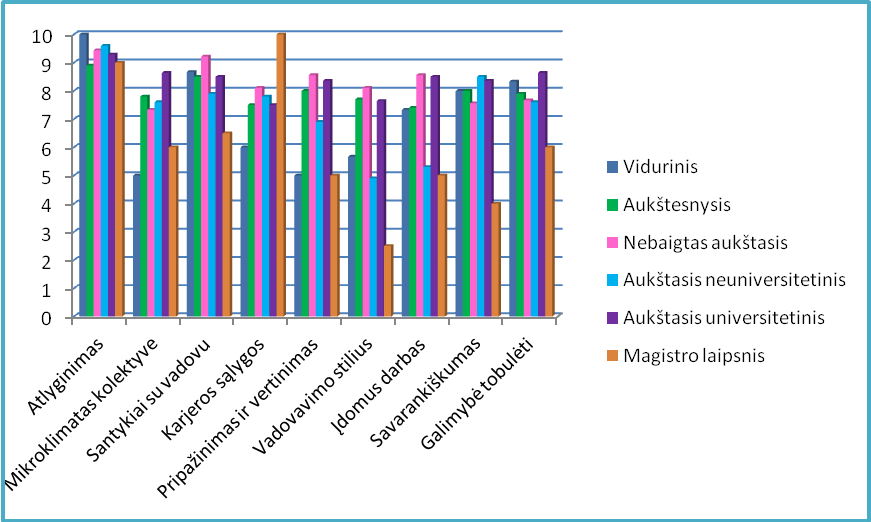 10
9
8
7
6
5
4
3
2
1
0
Atlyginimas
Mikroklimatas kolektyve
Santykiai su vadovu
Karjeros sąlygos
Pripažinimas ir vertinimas
Vadovavimo stilius
Įdomus darbas
Savarankiškumas
Galimybė tobulėti
Vidurinis
Aukštesnysis
Nebaigtas aukštasis
Aukštasis neuniversitetinis
Aukštasis universitetinis
Magistro laipsnis